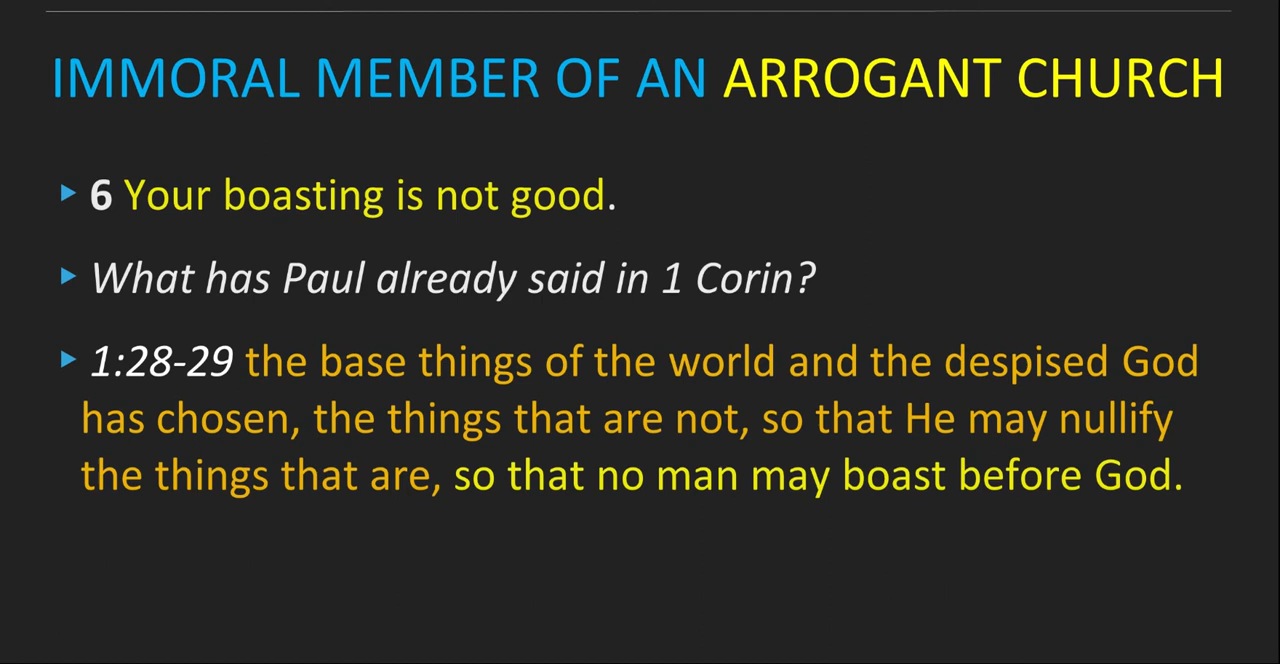 IMMORAL MEMBER OF AN ARROGANT CHURCH
6 Your boasting is not good.
What has Paul already said in 1 Corin?
1:28-29 the base things of the world and the despised God
has chosen, the things that are not, so that He may nullify
the things that are, so that no man may boast before God.